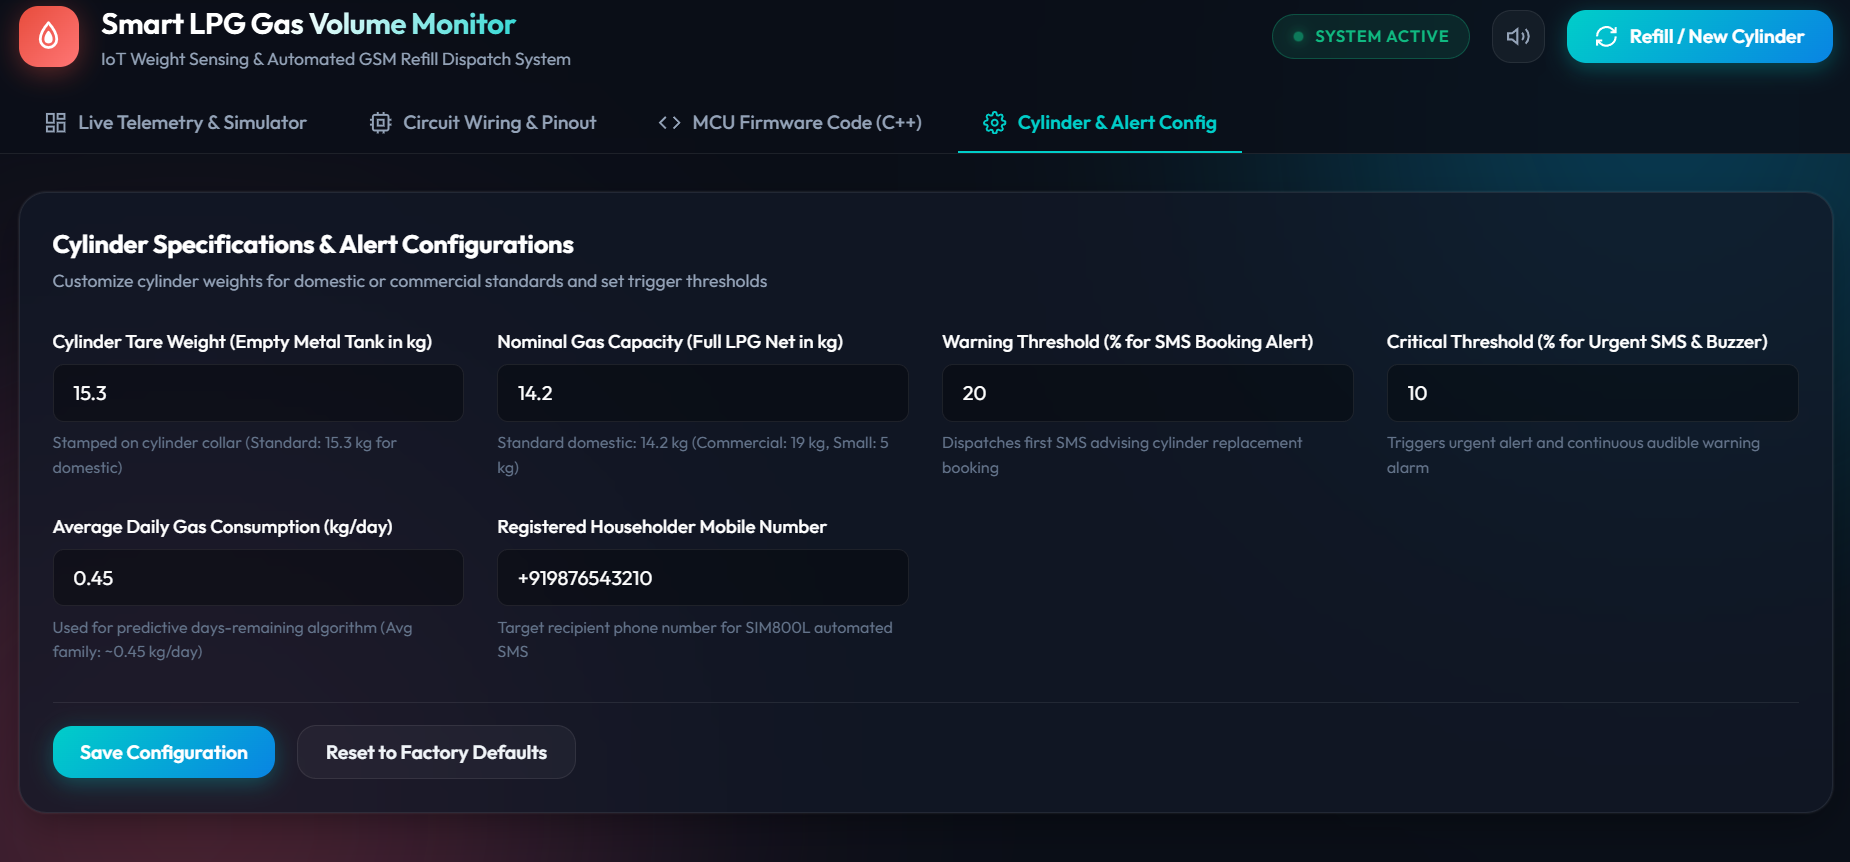 Smart LPG Gas Volume Monitor
IoT Weight Sensing & Automated GSM Refill Dispatch System
SYSTEM ACTIVE
Refill / New Cylinder
Live Telemetry & Simulator
Circuit Wiring & Pinout
MCU Firmware Code (C++)
Cylinder & Alert Config
Cylinder Specifications & Alert Configurations
Customize cylinder weights for domestic or commercial standards and set trigger thresholds
Cylinder Tare Weight (Empty Metal Tank in kg)
15.3
Stamped on cylinder collar (Standard: 15.3 kg for
domestic)
Nominal Gas Capacity (Full LPG Net in kg)
14.2
Standard domestic: 14.2 kg (Commercial: 19 kg, Small: 5
kg)
Warning Threshold (% for SMS Booking Alert)
20
Dispatches first SMS advising cylinder replacement
booking
Critical Threshold (% for Urgent SMS & Buzzer)
10
Triggers urgent alert and continuous audible warning
alarm
Average Daily Gas Consumption (kg/day)
0.45
Used for predictive days-remaining algorithm (Avg
family: ~0.45 kg/day)
Registered Householder Mobile Number
+919876543210
Target recipient phone number for SIM800L automated
SMS
Save Configuration
Reset to Factory Defaults